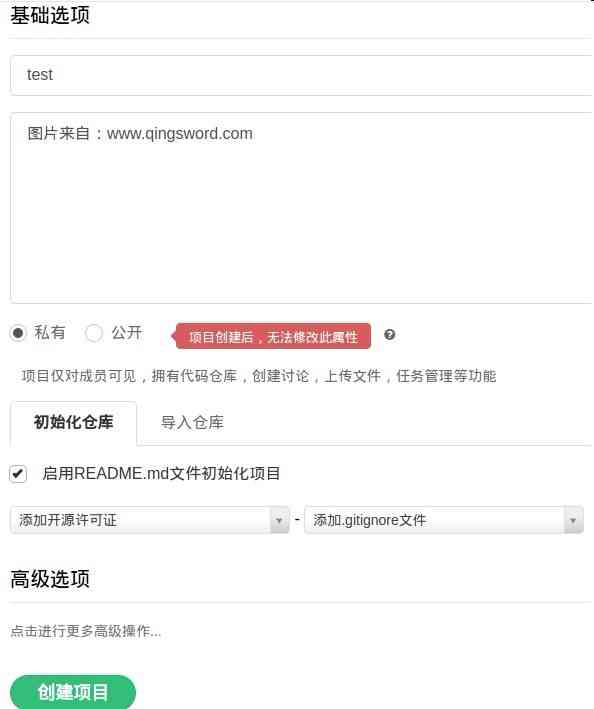 基础选项
test
图片来自：www.qingsword.com
私有 公开 项目创建后，无法修改此属性 ?
项目仅对成员可见，拥有代码仓库，创建讨论，上传文件，任务管理等功能
初始化仓库 导入仓库
启用README.md文件初始化项目
添加开源许可证 - 添加.gitignore文件
高级选项
点击进行更多高级操作...
创建项目